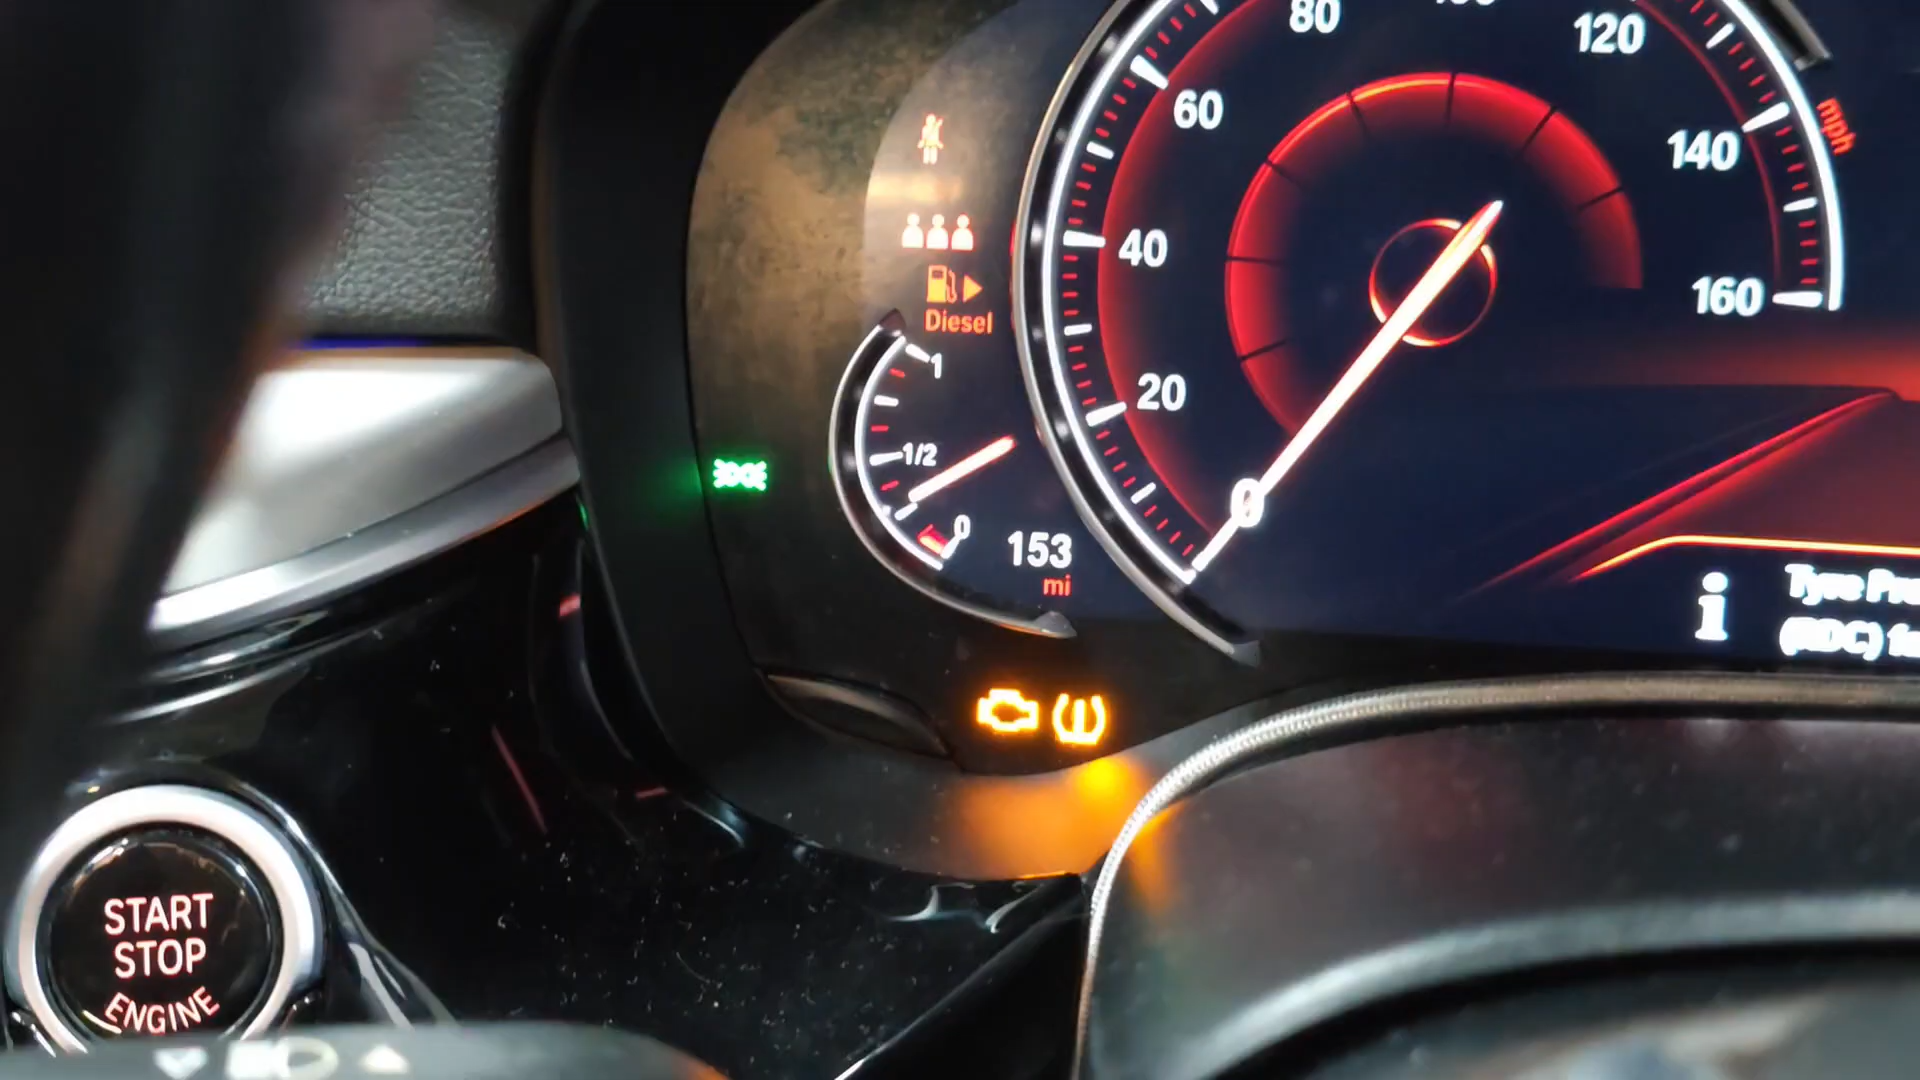 80
120
60
140
mph
40
160
Diesel
1
20
1/2
0
0
153
mi
i
Tyre
(RDC)
START
STOP
ENGINE